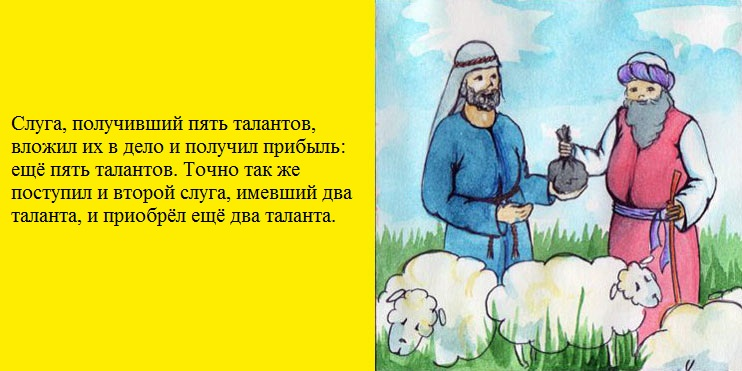 Слуга, получивший пять талантов,
вложил их в дело и получил прибыль:
ещё пять талантов. Точно так же
поступил и второй слуга, имевший два
таланта, и приобрёл ещё два таланта.